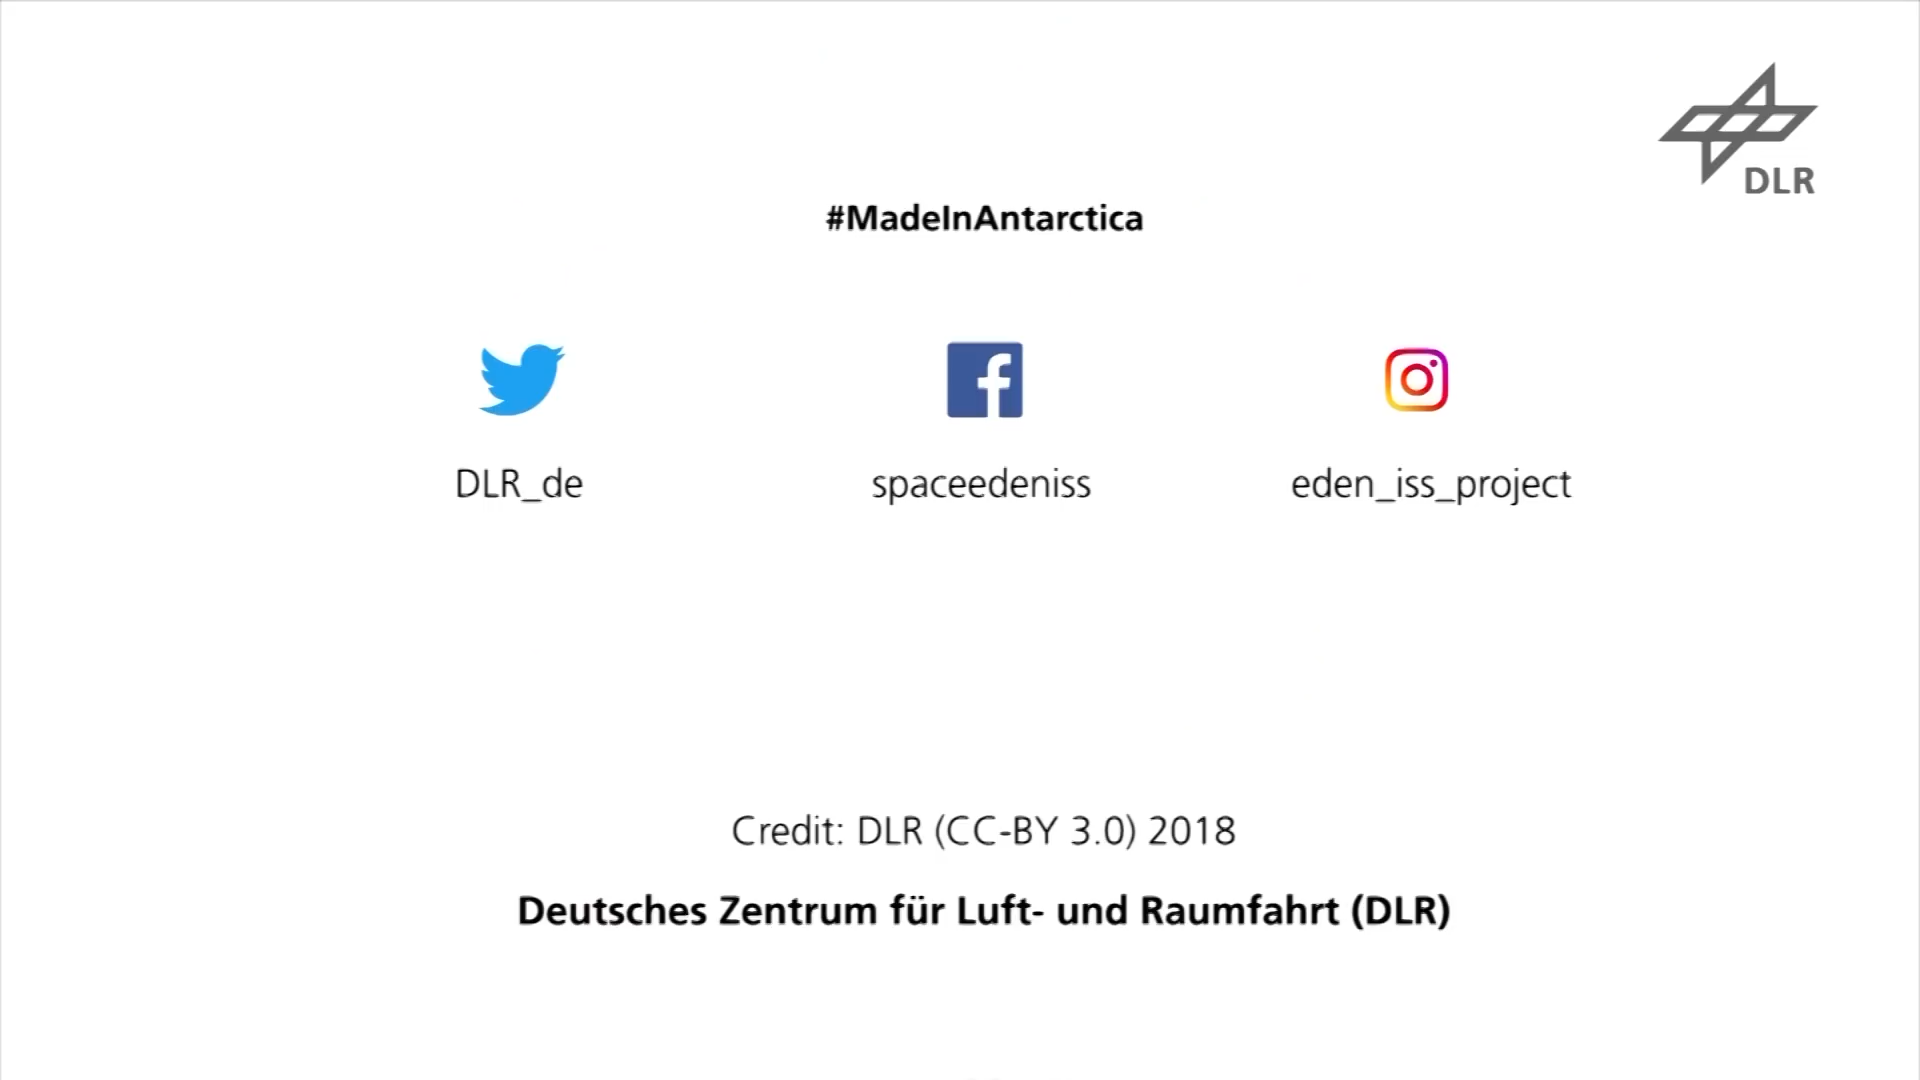 DLR
#MadeInAntarctica
DLR_de
spaceedeniss
eden_iss_project
Credit: DLR (CC-BY 3.0) 2018
Deutsches Zentrum für Luft- und Raumfahrt (DLR)